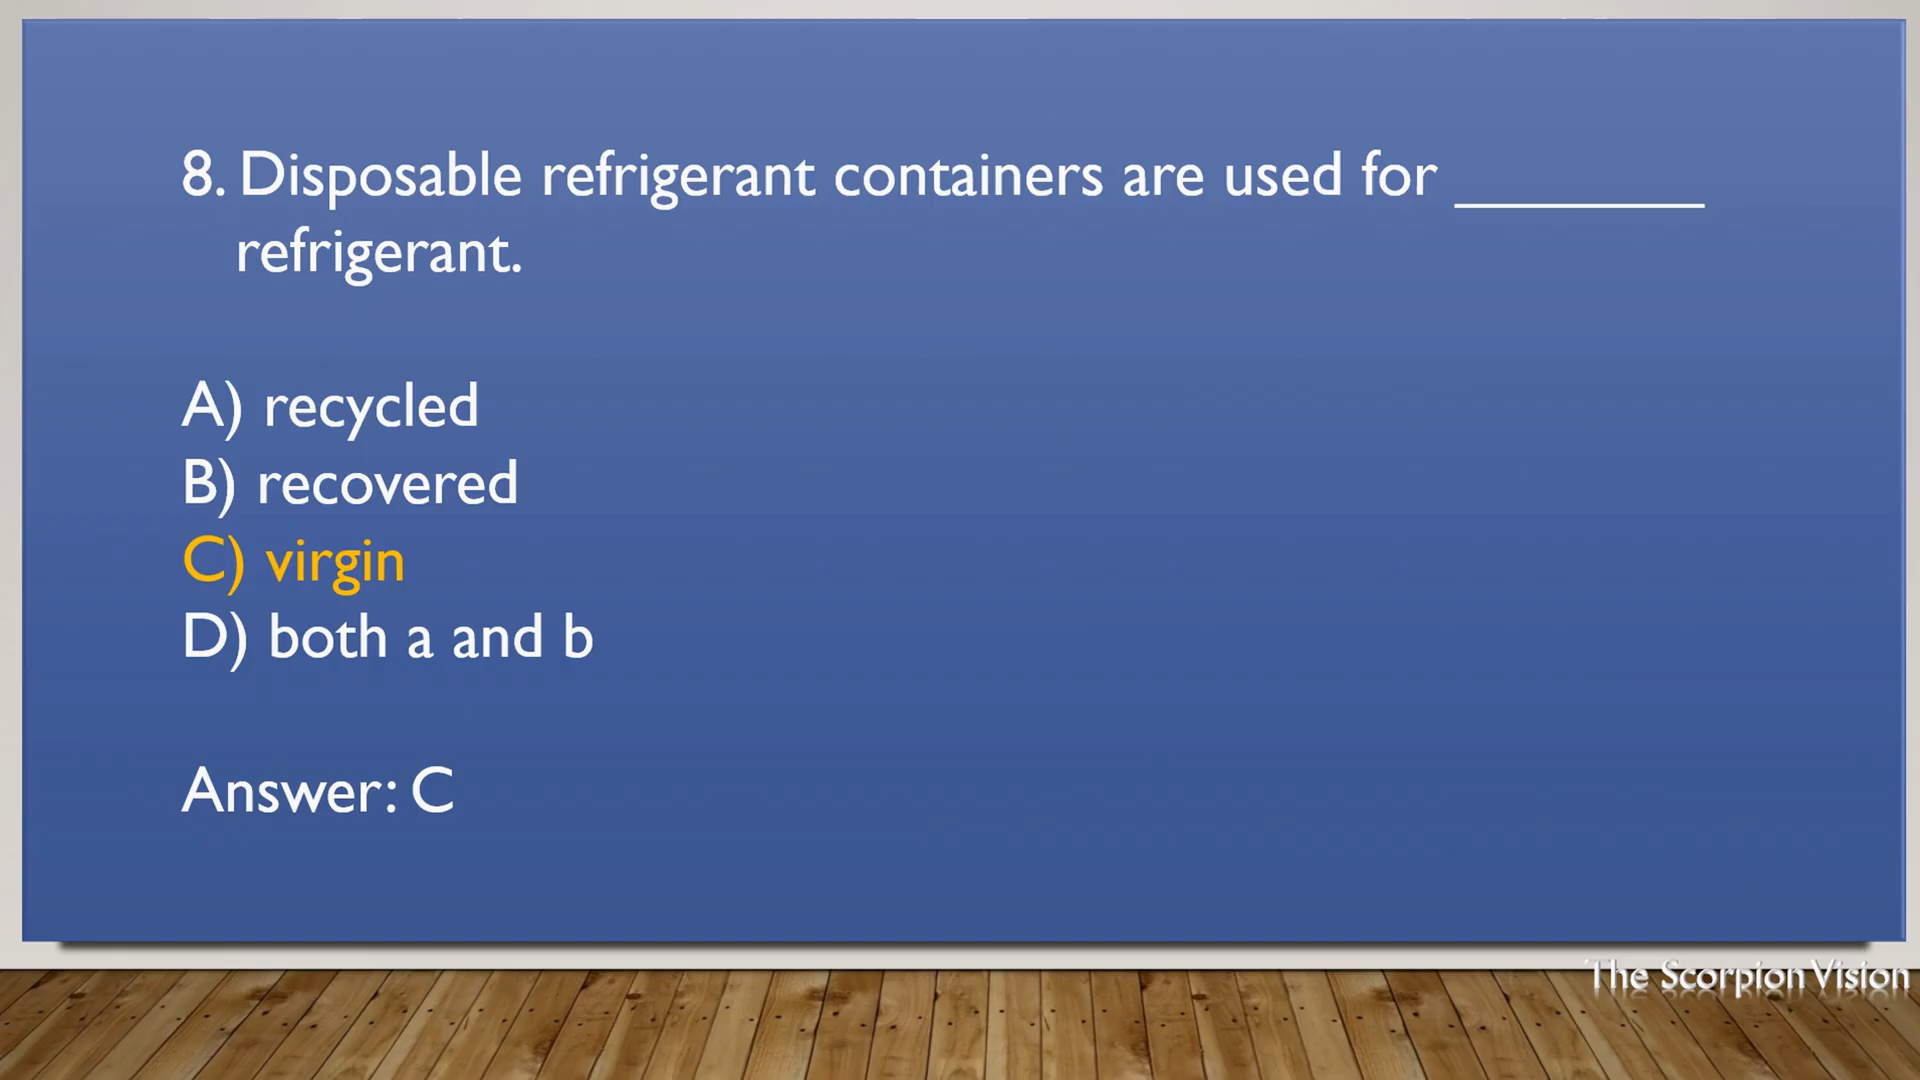 8. Disposable refrigerant containers are used for ________
refrigerant.
A) recycled
B) recovered
C) virgin
D) both a and b
Answer: C
The Scorpion Vision